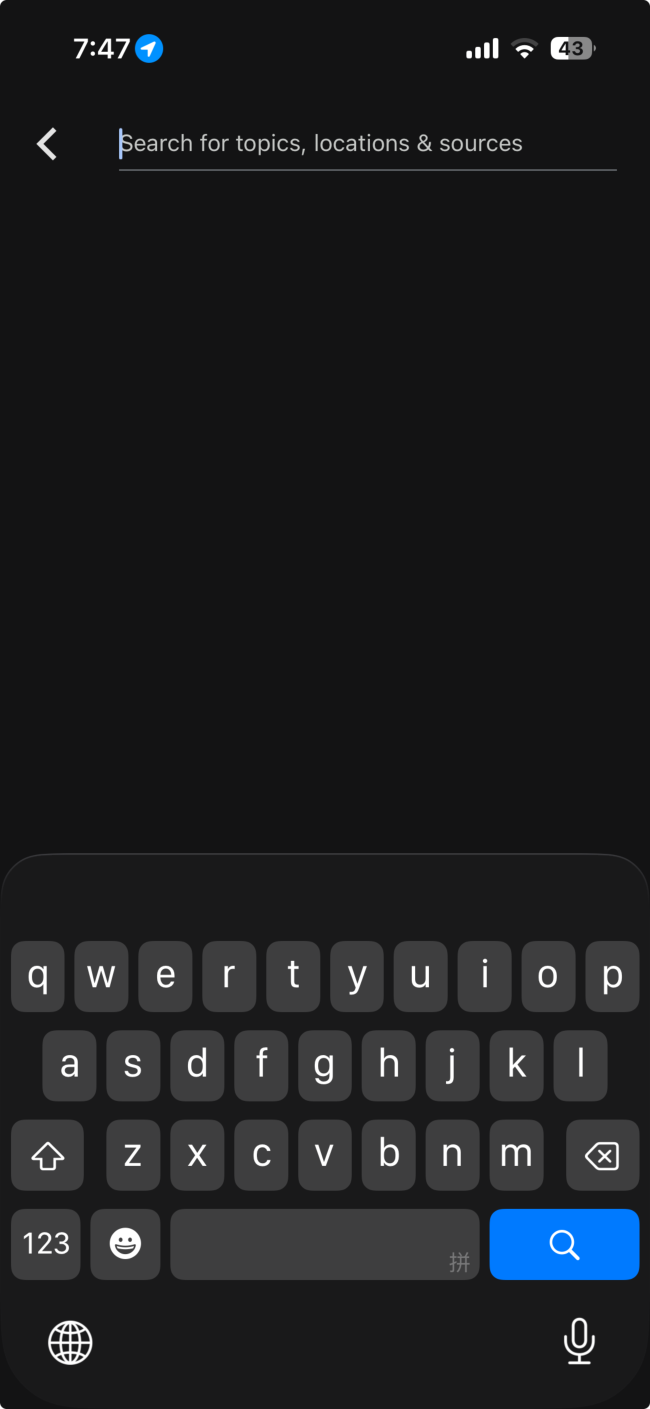 7:47
43
Search for topics, locations & sources
q w e r t y u i o p
a s d f g h j k l
z x c v b n m
123
拼